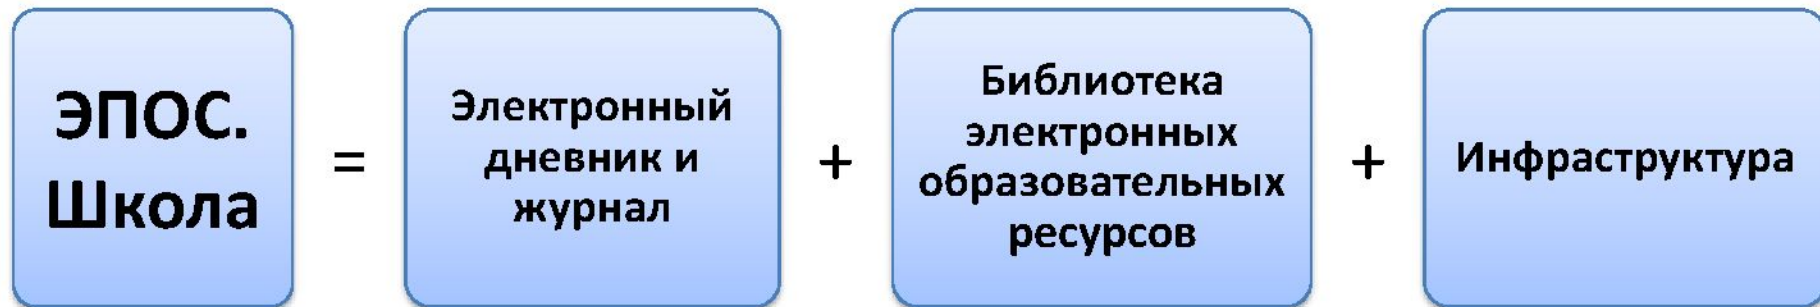 ЭПОС.
Школа
=
Электронный
дневник и
журнал
+
Библиотека
электронных
образовательных
ресурсов
+
Инфраструктура